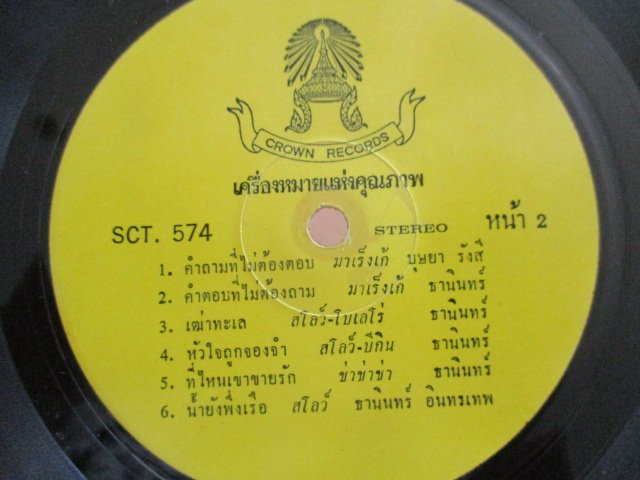 CROWN RECORDS
เครื่องหมายแห่งคุณภาพ
SCT. 574 STEREO หน้า 2
1. คำถามที่ไม่ต้องตอบ มาเร็งเก้ บุษยา รังสี
2. คำตอบที่ไม่ต้องถาม มาเร็งเก้ ธานินทร์
3. เฒ่าทะเล สโลว์-โบเลโร่ ธานินทร์
4. หัวใจถูกจองจำ สโลว์-บีกิน ธานินทร์
5. ที่ไหนเขาขายรัก ช่าช่าช่า ธานินทร์
6. น้ำยังพึ่งเรือ สโลว์ ธานินทร์ อินทรเทพ